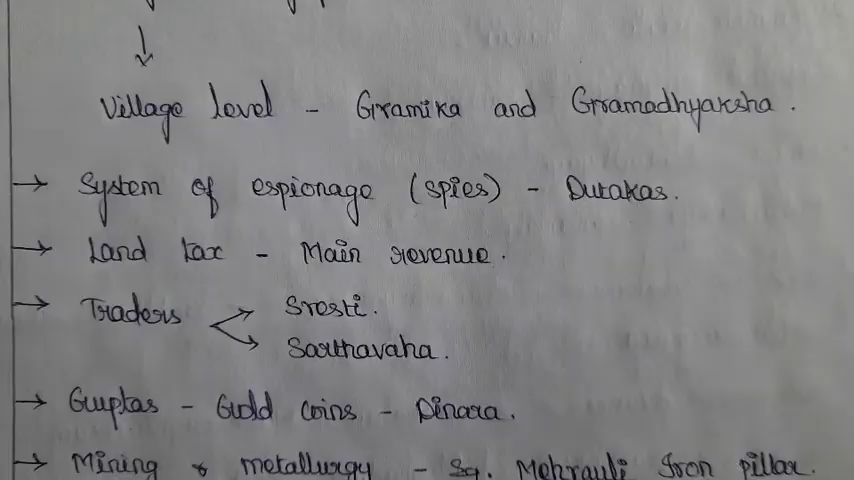 ↓
Village level - Gramika and Gramadhyaksha.
→ System of espionage (spies) - Dutakas.
→ Land tax - Main revenue.
→ Traders
Sresti.
Sarthavaha.
→ Guptas - Gold coins - Dinara.
→ Mining & metallurgy - Eg. Mehrauli Iron pillar.